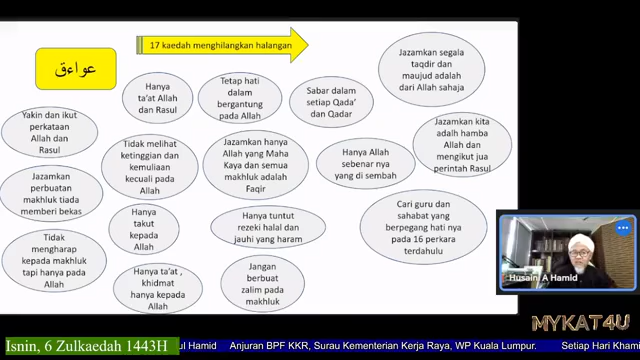 عواءق
17 kaedah menghilangkan halangan
Jazamkan segala
taqdir dan
maujud adalah
dari Allah sahaja
Hanya
ta'at Allah
dan Rasul
Tetap hati
dalam
bergantung
pada Allah
Sabar dalam
setiap Qada'
dan Qadar
Yakin dan ikut
perkataan
Allah dan
Rasul
Tidak melihat
ketinggian dan
kemuliaan
kecuali pada
Allah
Jazamkan hanya
Allah yang Maha
Kaya dan semua
makhluk adalah
Faqir
Hanya Allah
sebenar nya
yang di sembah
Jazamkan kita
adalh hamba
Allah dan
mengikut jua
perintah Rasul
Jazamkan
perbuatan
makhluk tiada
memberi bekas
Hanya
takut
kepada
Allah
Hanya tuntut
rezeki halal dan
jauhi yang haram
Cari guru dan
sahabat yang
berpegang hati nya
pada 16 perkara
terdahulu
Tidak
mengharap
kepada makhluk
tapi hanya pada
Allah
Hanya ta'at ,
khidmat
hanya kepada
Allah
Jangan
berbuat
zalim pada
makhluk
Husaini A Hamid
MYKAT4U
Isnin, 6 Zulkaedah 1443H
ul Hamid Anjuran BPF KKR, Surau Kementerian Kerja Raya, WP Kuala Lumpur. Setiap Hari Khami